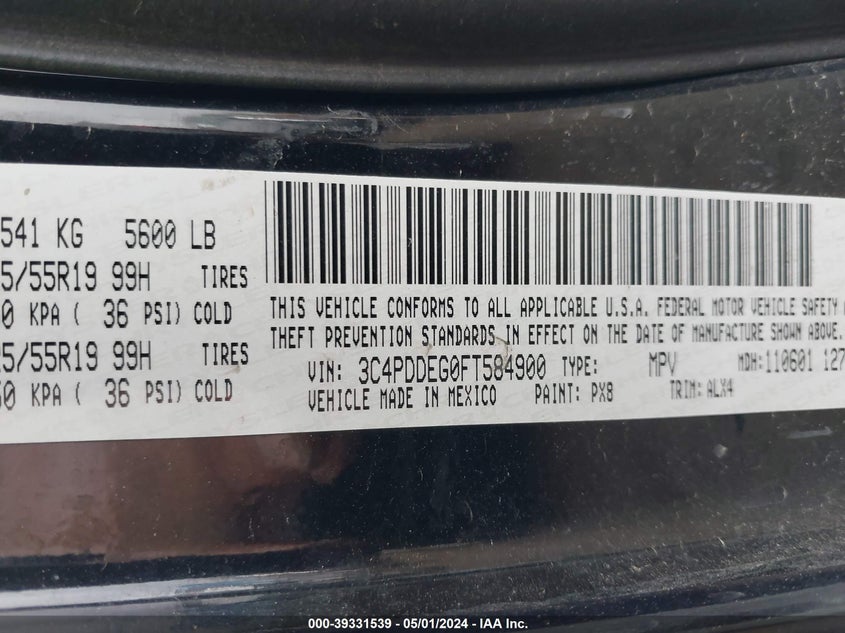 541 KG 5600 LB
5/55R19 99H TIRES
0 KPA ( 36 PSI) COLD
5/55R19 99H TIRES
0 KPA ( 36 PSI) COLD
THIS VEHICLE CONFORMS TO ALL APPLICABLE U.S.A. FEDERAL MOTOR VEHICLE SAFETY
THEFT PREVENTION STANDARDS IN EFFECT ON THE DATE OF MANUFACTURE SHOWN ABOVE.
VIN: 3C4PDDEG0FT584900 TYPE: MPV MDH:110601 127
VEHICLE MADE IN MEXICO PAINT: PX8 TRIM: ALX4
000-39331539 - 05/01/2024 - IAA Inc.